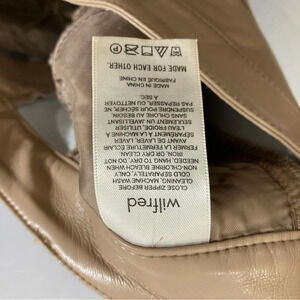 wilfred
CLOSE ZIPPER BEFORE
CLEANING, MACHINE WASH
COLD SEPARATELY, ONLY
NON-CHLORINE BLEACH IF
NEEDED, HANG TO DRY, DO NOT
IRON, OR DRY CLEAN.
FERMER LA FERMETURE ÉCLAIR
AVANT LE LAVAGE. LAVER
SÉPARÉMENT À LA MACHINE À
L'EAU FROIDE, UTILISER
SEULEMENT UN JAVELLISANT
SANS CHLORE AU BESOIN,
SUSPENDRE POUR SÉCHER, NE
PAS REPASSER, OU NETTOYER
À SEC.
MADE IN CHINA
FABRIQUÉ EN CHINE
MADE FOR EACH OTHER.